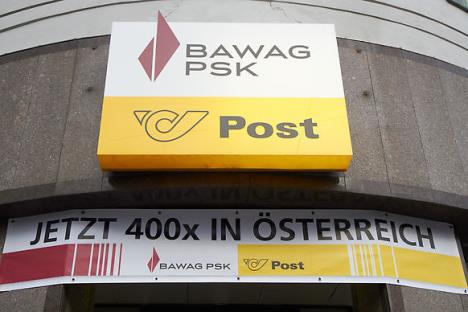 BAWAG
PSK
Post
JETZT 400x IN ÖSTERREICH
BAWAG PSK Post